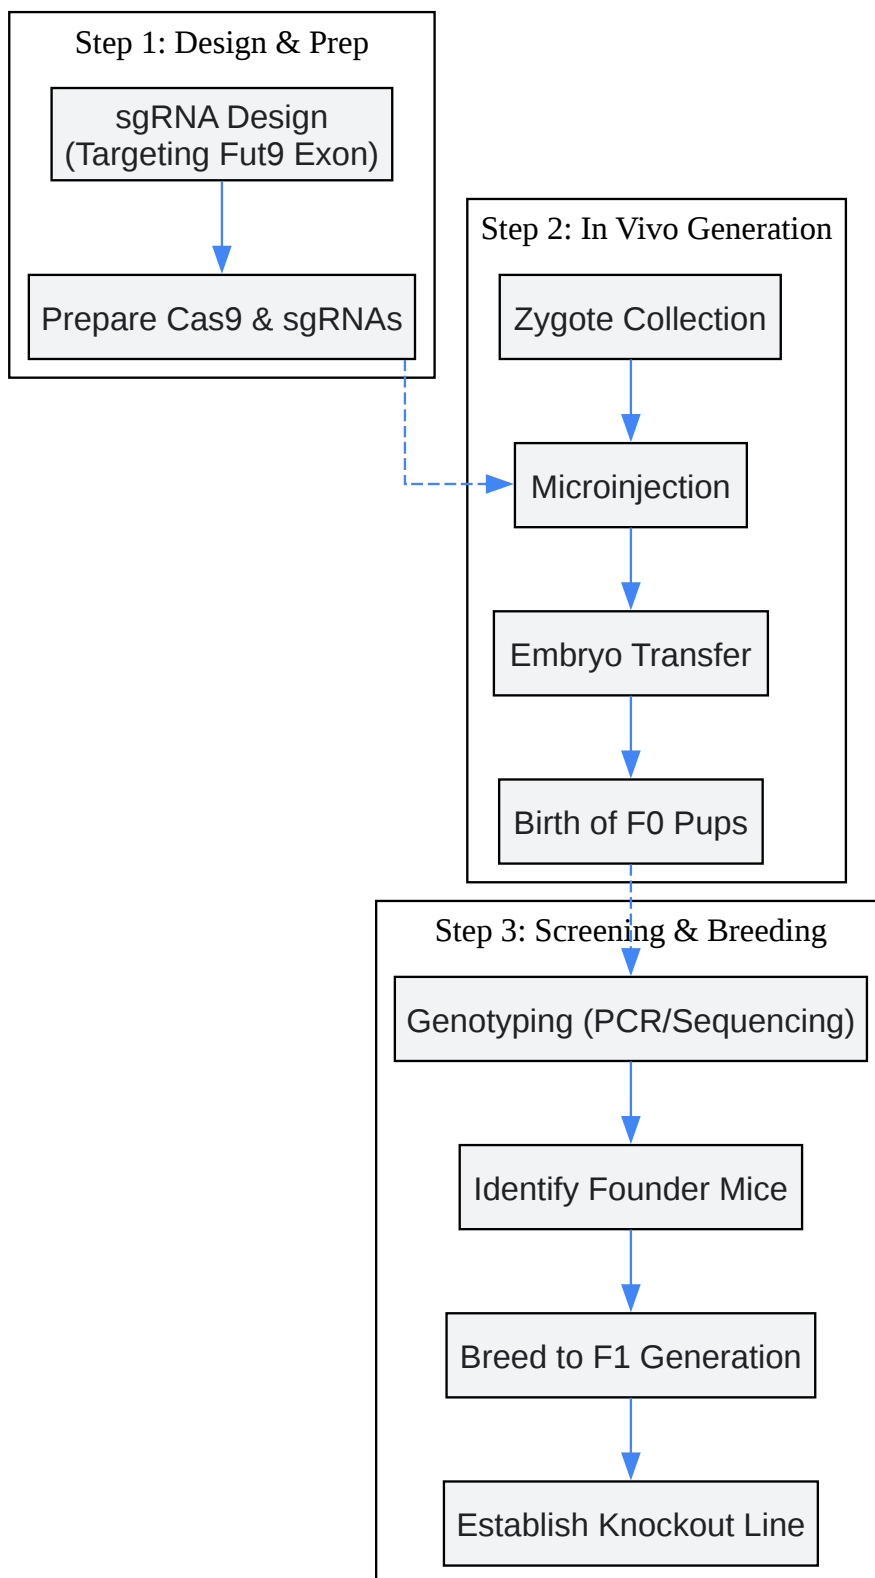 Step 1: Design & Prep
sgRNA Design
(Targeting Fut9 Exon)
Prepare Cas9 & sgRNAs
Step 2: In Vivo Generation
Zygote Collection
Microinjection
Embryo Transfer
Birth of F0 Pups
Step 3: Screening & Breeding
Genotyping (PCR/Sequencing)
Identify Founder Mice
Breed to F1 Generation
Establish Knockout Line